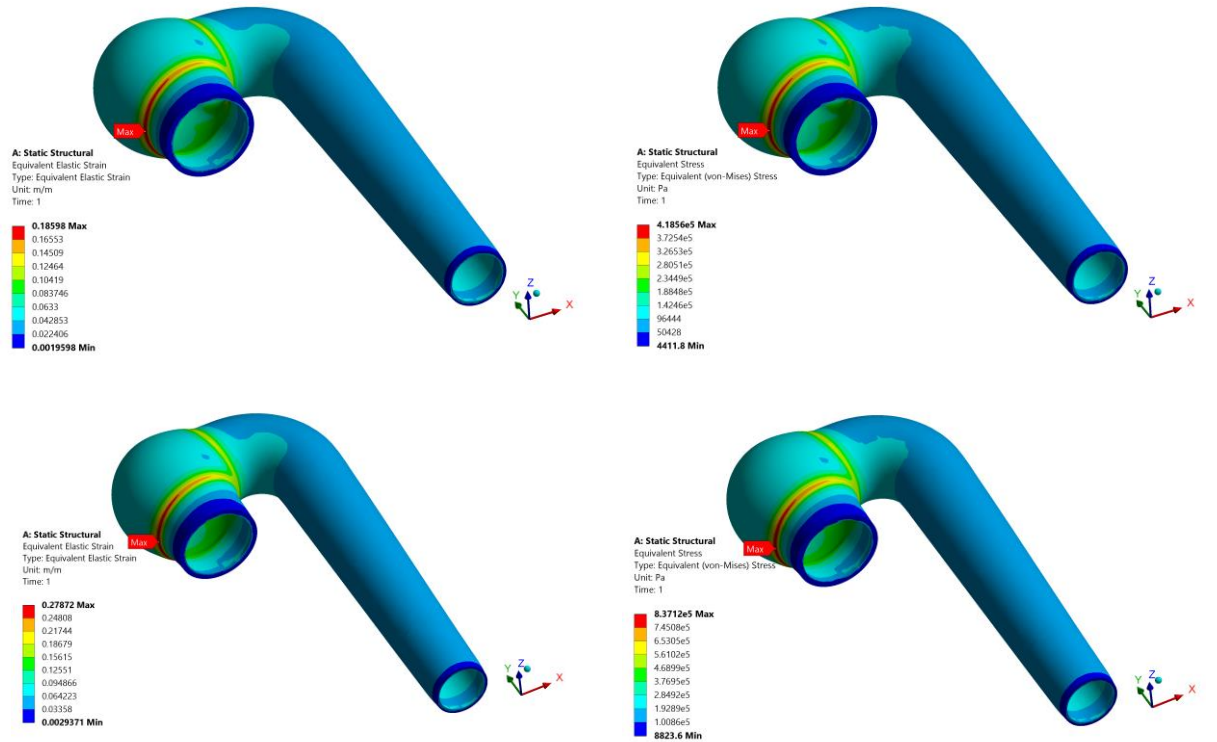 Max
A: Static Structural
Equivalent Elastic Strain
Type: Equivalent Elastic Strain
Unit: m/m
Time: 1
0.18598 Max
0.16553
0.14509
0.12464
0.10419
0.083746
0.0633
0.042853
0.022406
0.0019598 Min
Z
Y
X
Max
A: Static Structural
Equivalent Stress
Type: Equivalent (von-Mises) Stress
Unit: Pa
Time: 1
4.1856e5 Max
3.7254e5
3.2653e5
2.8051e5
2.3449e5
1.8848e5
1.4246e5
96444
50428
4411.8 Min
Z
Y
X
Max
A: Static Structural
Equivalent Elastic Strain
Type: Equivalent Elastic Strain
Unit: m/m
Time: 1
0.27872 Max
0.24808
0.21744
0.18679
0.15615
0.12551
0.094866
0.064223
0.03358
0.0029371 Min
Z
Y
X
Max
A: Static Structural
Equivalent Stress
Type: Equivalent (von-Mises) Stress
Unit: Pa
Time: 1
8.3712e5 Max
7.4508e5
6.5305e5
5.6102e5
4.6899e5
3.7695e5
2.8492e5
1.9289e5
1.0086e5
8823.6 Min
Z
Y
X